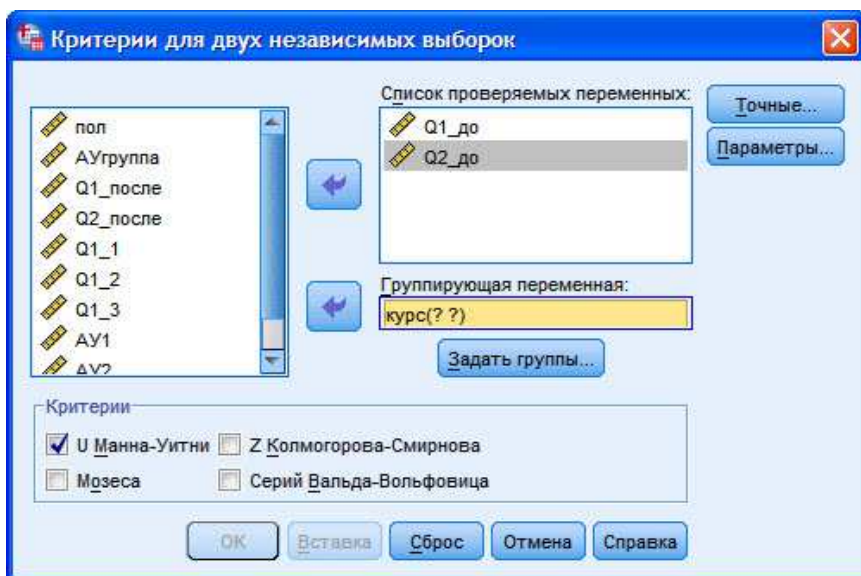 Критерии для двух независимых выборок
пол
АУгруппа
Q1_после
Q2_после
Q1_1
Q1_2
Q1_3
АУ1
АУ2
Список проверяемых переменных:
Q1_до
Q2_до
Точные...
Параметры...
Группирующая переменная:
курс(? ?)
Задать группы...
Критерии
U Манна-Уитни Z Колмогорова-Смирнова
Мозеса Серий Вальда-Вольфовица
OK Вставка Сброс Отмена Справка